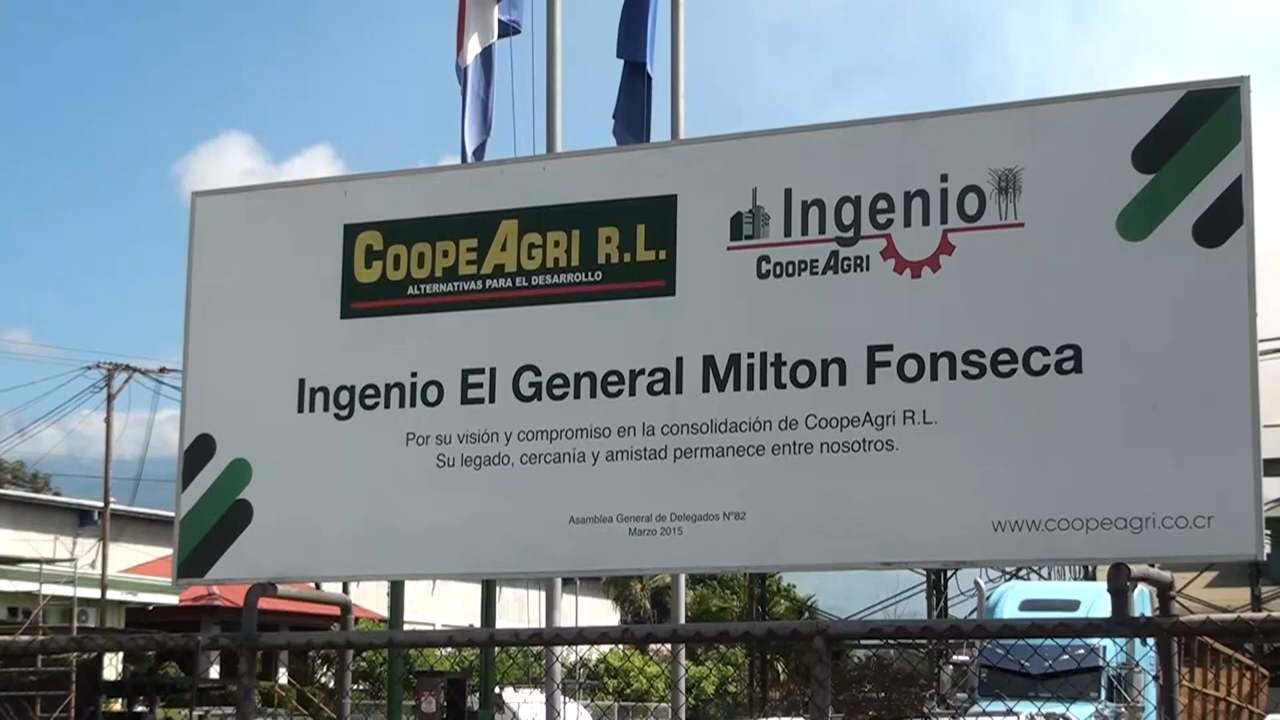 COOPEAGRI R.L.
ALTERNATIVAS PARA EL DESARROLLO
Ingenio
COOPEAGRI
Ingenio El General Milton Fonseca
Por su visión y compromiso en la consolidación de CoopeAgri R.L.
Su legado, cercanía y amistad permanece entre nosotros.
Asamblea General de Delegados N°82
Marzo 2015
www.coopeagri.co.cr